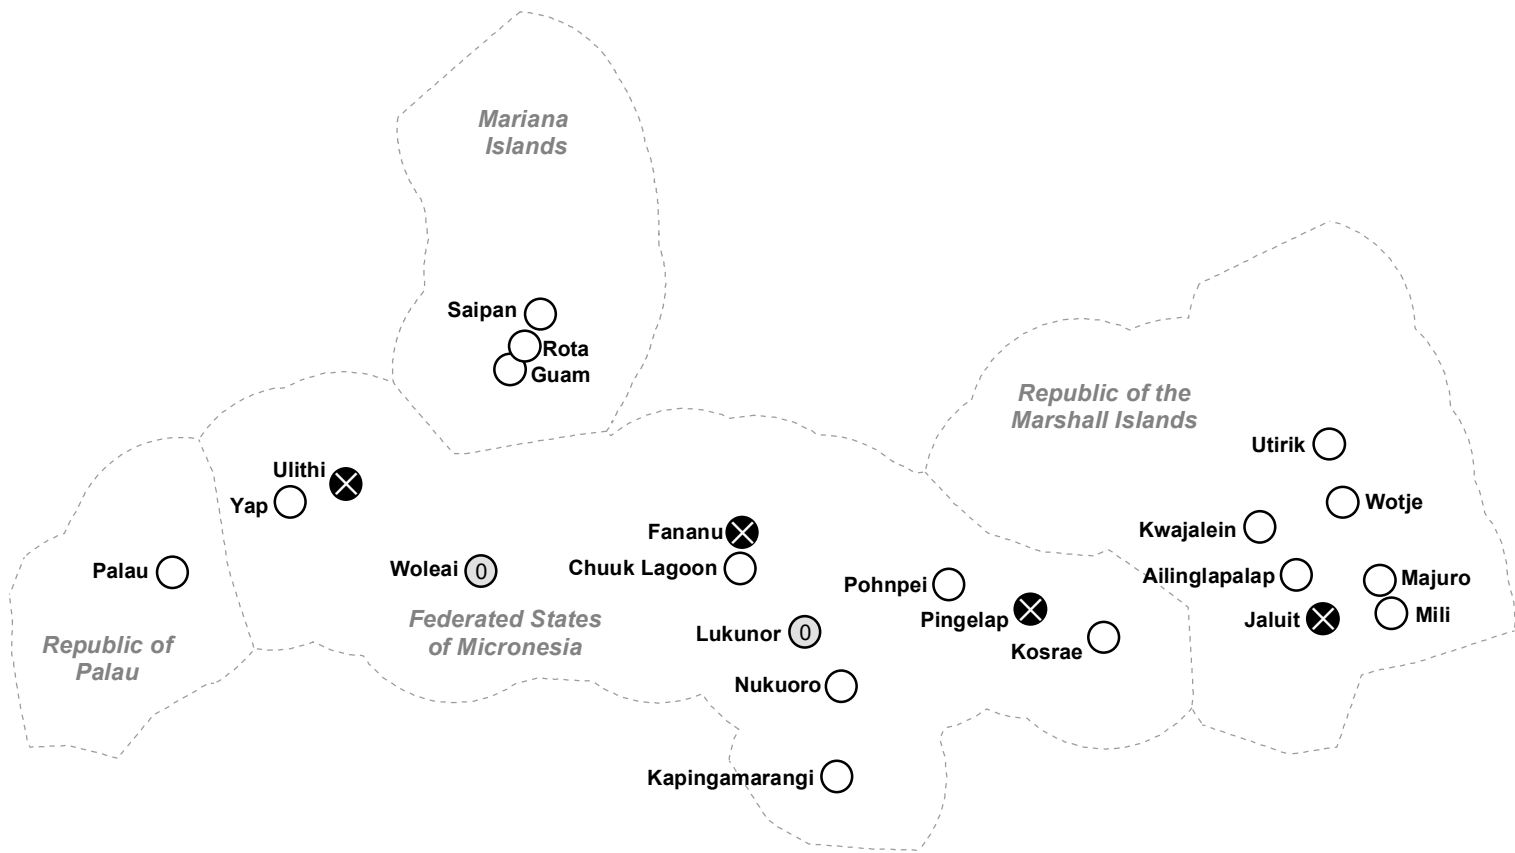 Mariana
Islands
Saipan
Rota
Guam
Republic of the
Marshall Islands
Utirik
Ulithi
Yap
Wotje
Fananu
Kwajalein
Palau
Woleai 0
Chuuk Lagoon
Pohnpei
Ailinglapalap
Majuro
Federated States
of Micronesia
Pingelap
Jaluit
Mili
Lukunor 0
Republic of
Palau
Kosrae
Nukuoro
Kapingamarangi